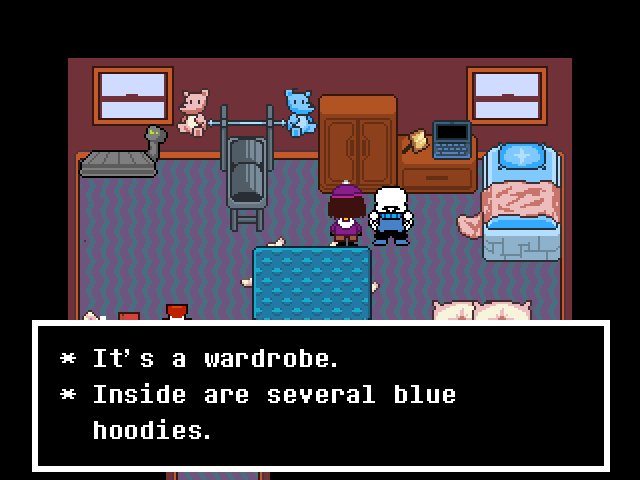 * It's a wardrobe.
* Inside are several blue
hoodies.